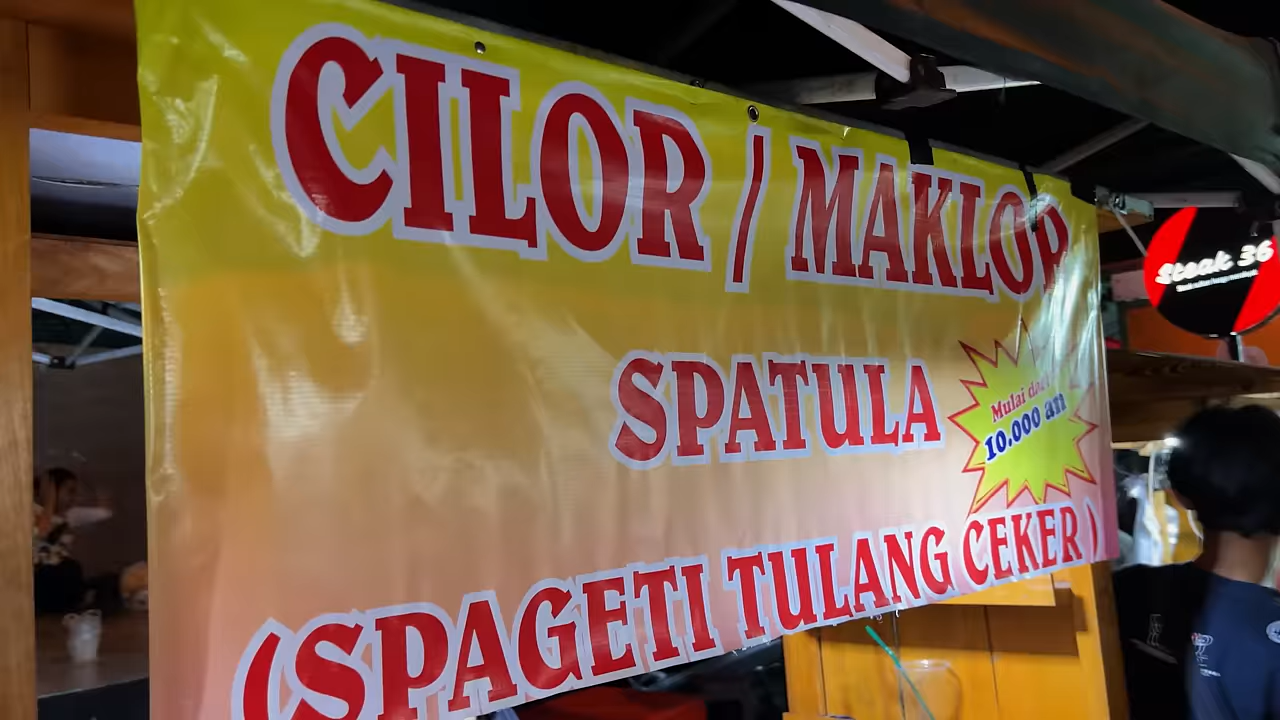 CILOR / MAKLOR
SPATULA
Mulai dari
10.000 an
(SPAGETI TULANG CEKER)
Steak 36